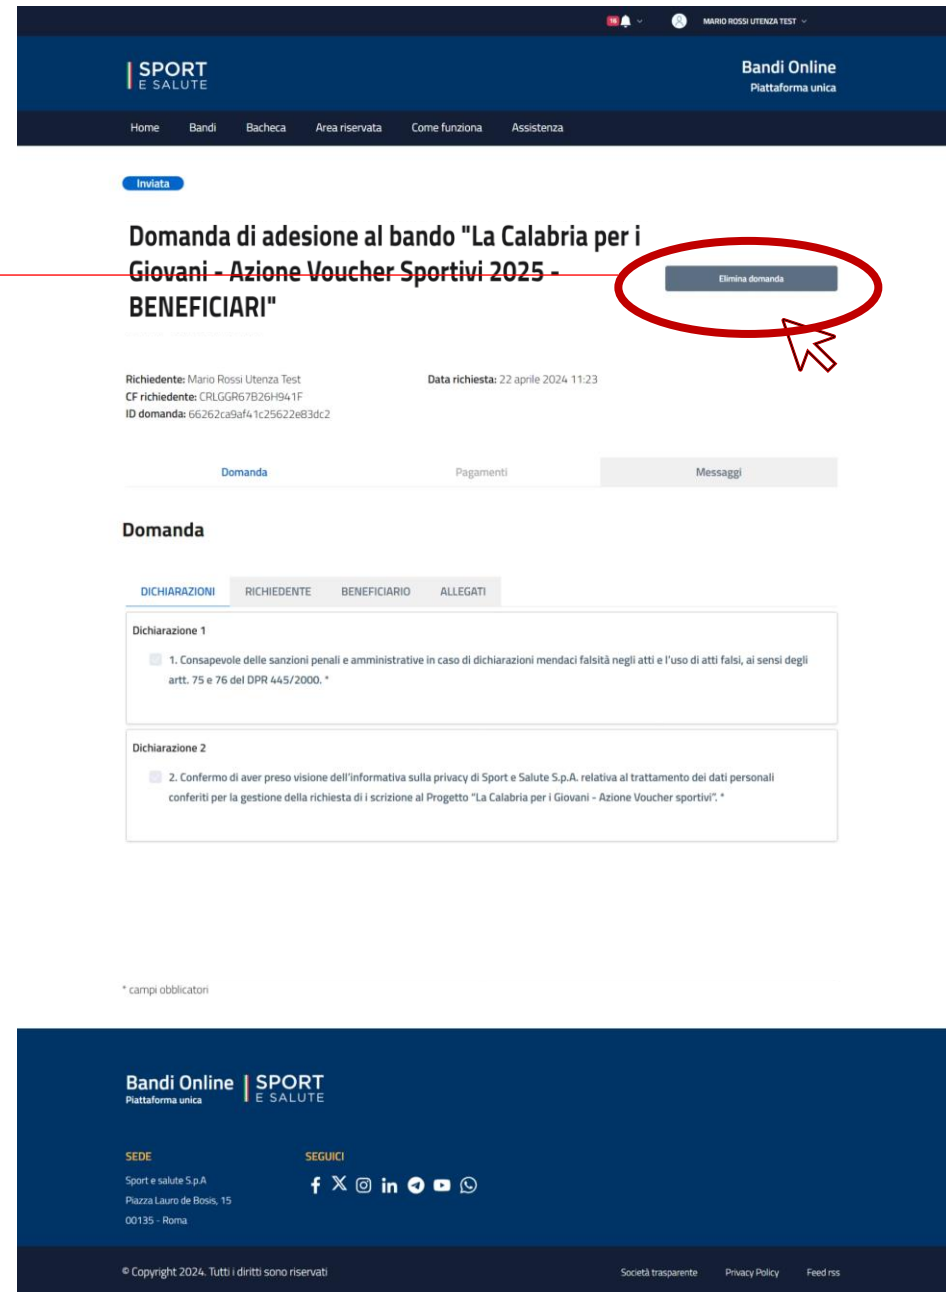 16
MARIO ROSSI UTENZA TEST
SPORT
E SALUTE
Bandi Online
Piattaforma unica
Home Bandi Bacheca Area riservata Come funziona Assistenza
Inviata
Domanda di adesione al bando "La Calabria per i
Giovani - Azione Voucher Sportivi 2025 -
BENEFICIARI"
Elimina domanda
Richiedente: Mario Rossi Utenza Test
Data richiesta: 22 aprile 2024 11:23
CF richiedente: CRLGGR67B26H941F
ID domanda: 66262ca9af41c25622e83dc2
Domanda Pagamenti Messaggi
Domanda
DICHIARAZIONI RICHIEDENTE BENEFICIARIO ALLEGATI
Dichiarazione 1
1. Consapevole delle sanzioni penali e amministrative in caso di dichiarazioni mendaci falsità negli atti e l'uso di atti falsi, ai sensi degli
artt. 75 e 76 del DPR 445/2000. *
Dichiarazione 2
2. Confermo di aver preso visione dell'informativa sulla privacy di Sport e Salute S.p.A. relativa al trattamento dei dati personali
conferiti per la gestione della richiesta di i scrizione al Progetto "La Calabria per i Giovani - Azione Voucher sportivi". *
* campi obblicatori
Bandi Online
Piattaforma unica
SPORT
E SALUTE
SEDE
Sport e salute S.p.A
Piazza Lauro de Bosis, 15
00135 - Roma
SEGUICI
© Copyright 2024. Tutti i diritti sono riservati
Società trasparente Privacy Policy Feed rss